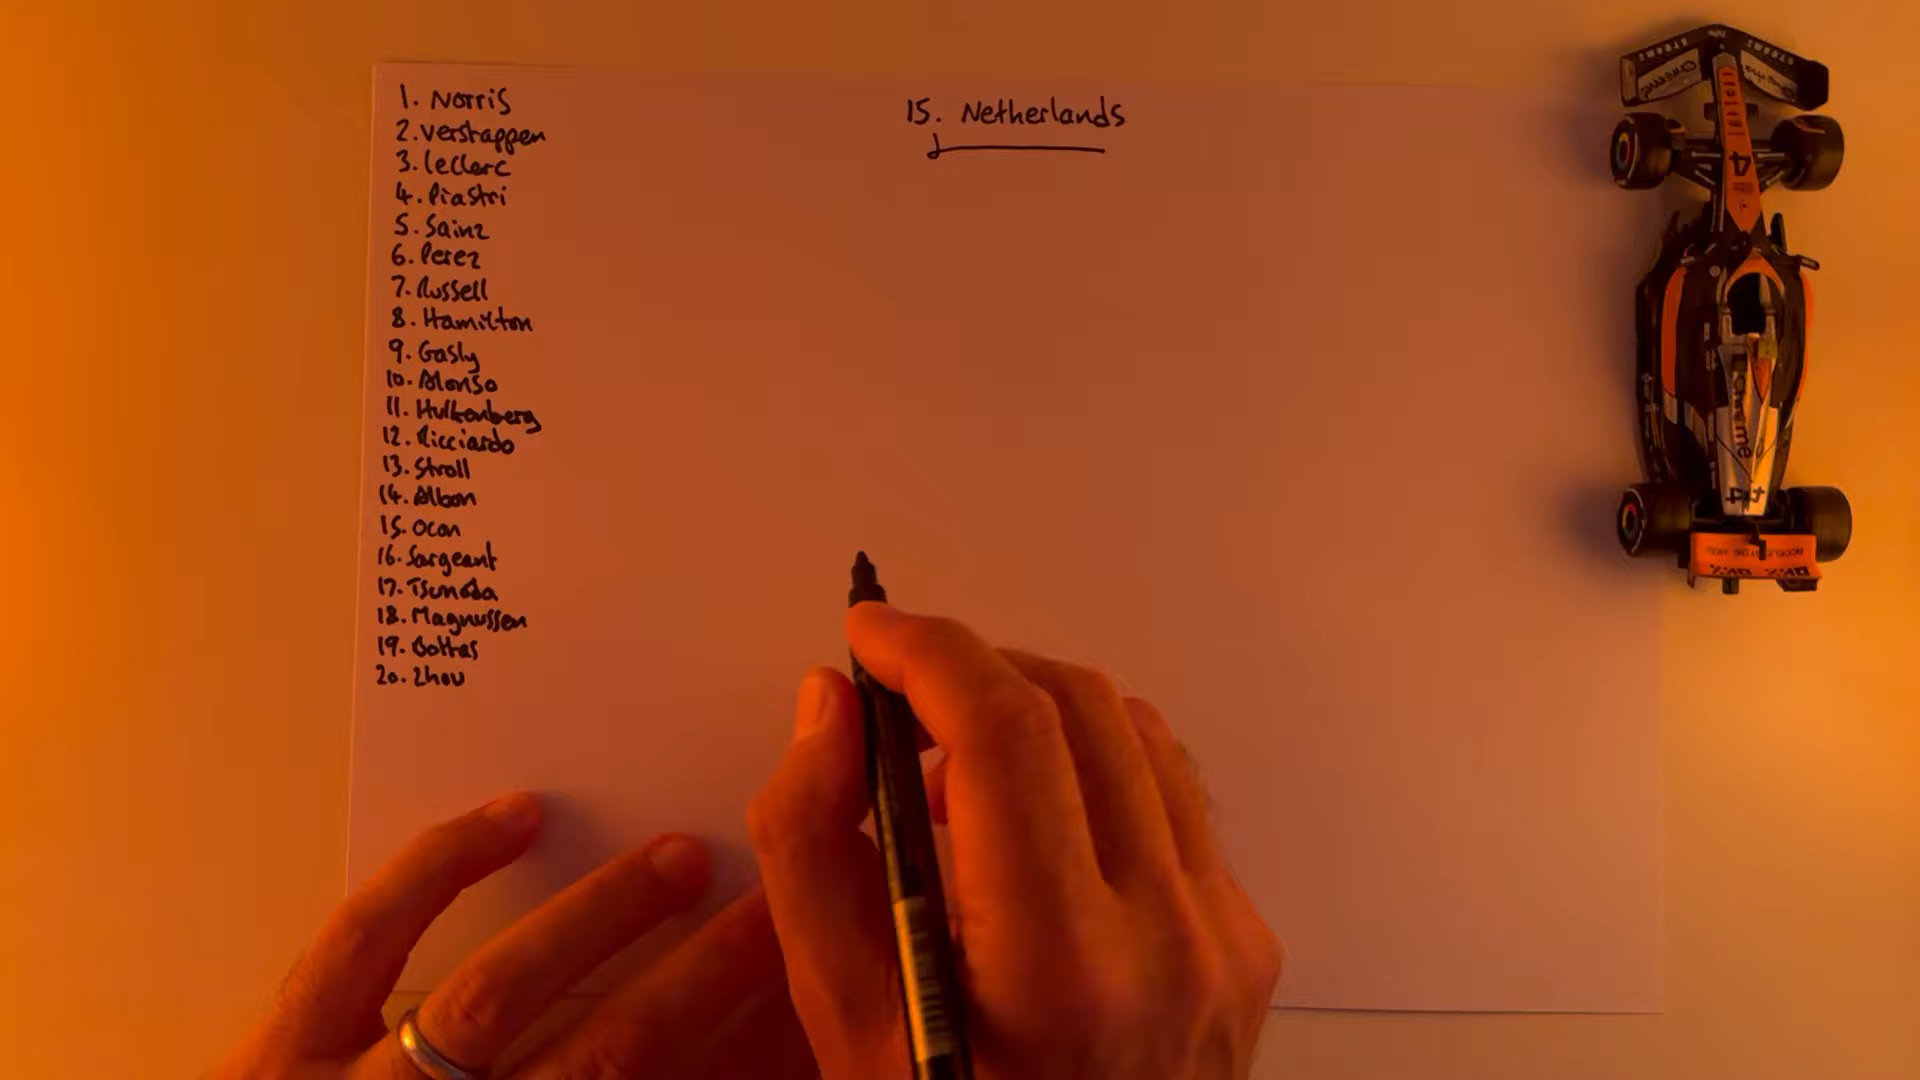 1. Norris
2. Verstappen
3. Leclerc
4. Piastri
5. Sainz
6. Perez
7. Russell
8. Hamilton
9. Gasly
10. Alonso
11. Hulkenberg
12. Ricciardo
13. Stroll
14. Albon
15. Ocon
16. Sargeant
17. Tsunoda
18. Magnussen
19. Bottas
20. Zhou
15. Netherlands
4
4